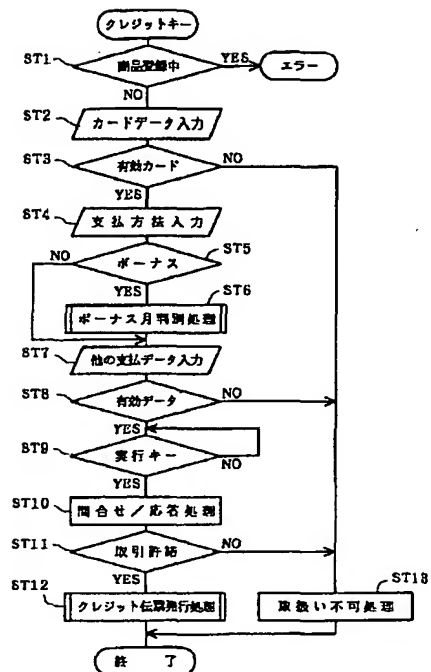 クレジットキー
ST1
商品登録中
YES
エラー
NO
ST2
カードデータ入力
ST3
有効カード
NO
YES
ST4
支払方法入力
ST5
NO
ボーナス
YES
ST6
ボーナス月判別処理
ST7
他の支払データ入力
ST8
有効データ
NO
YES
ST9
実行キー
NO
YES
ST10
問合せ/応答処理
ST11
取引許諾
NO
YES
ST12
クレジット伝票発行処理
ST13
取扱い不可処理
終 了